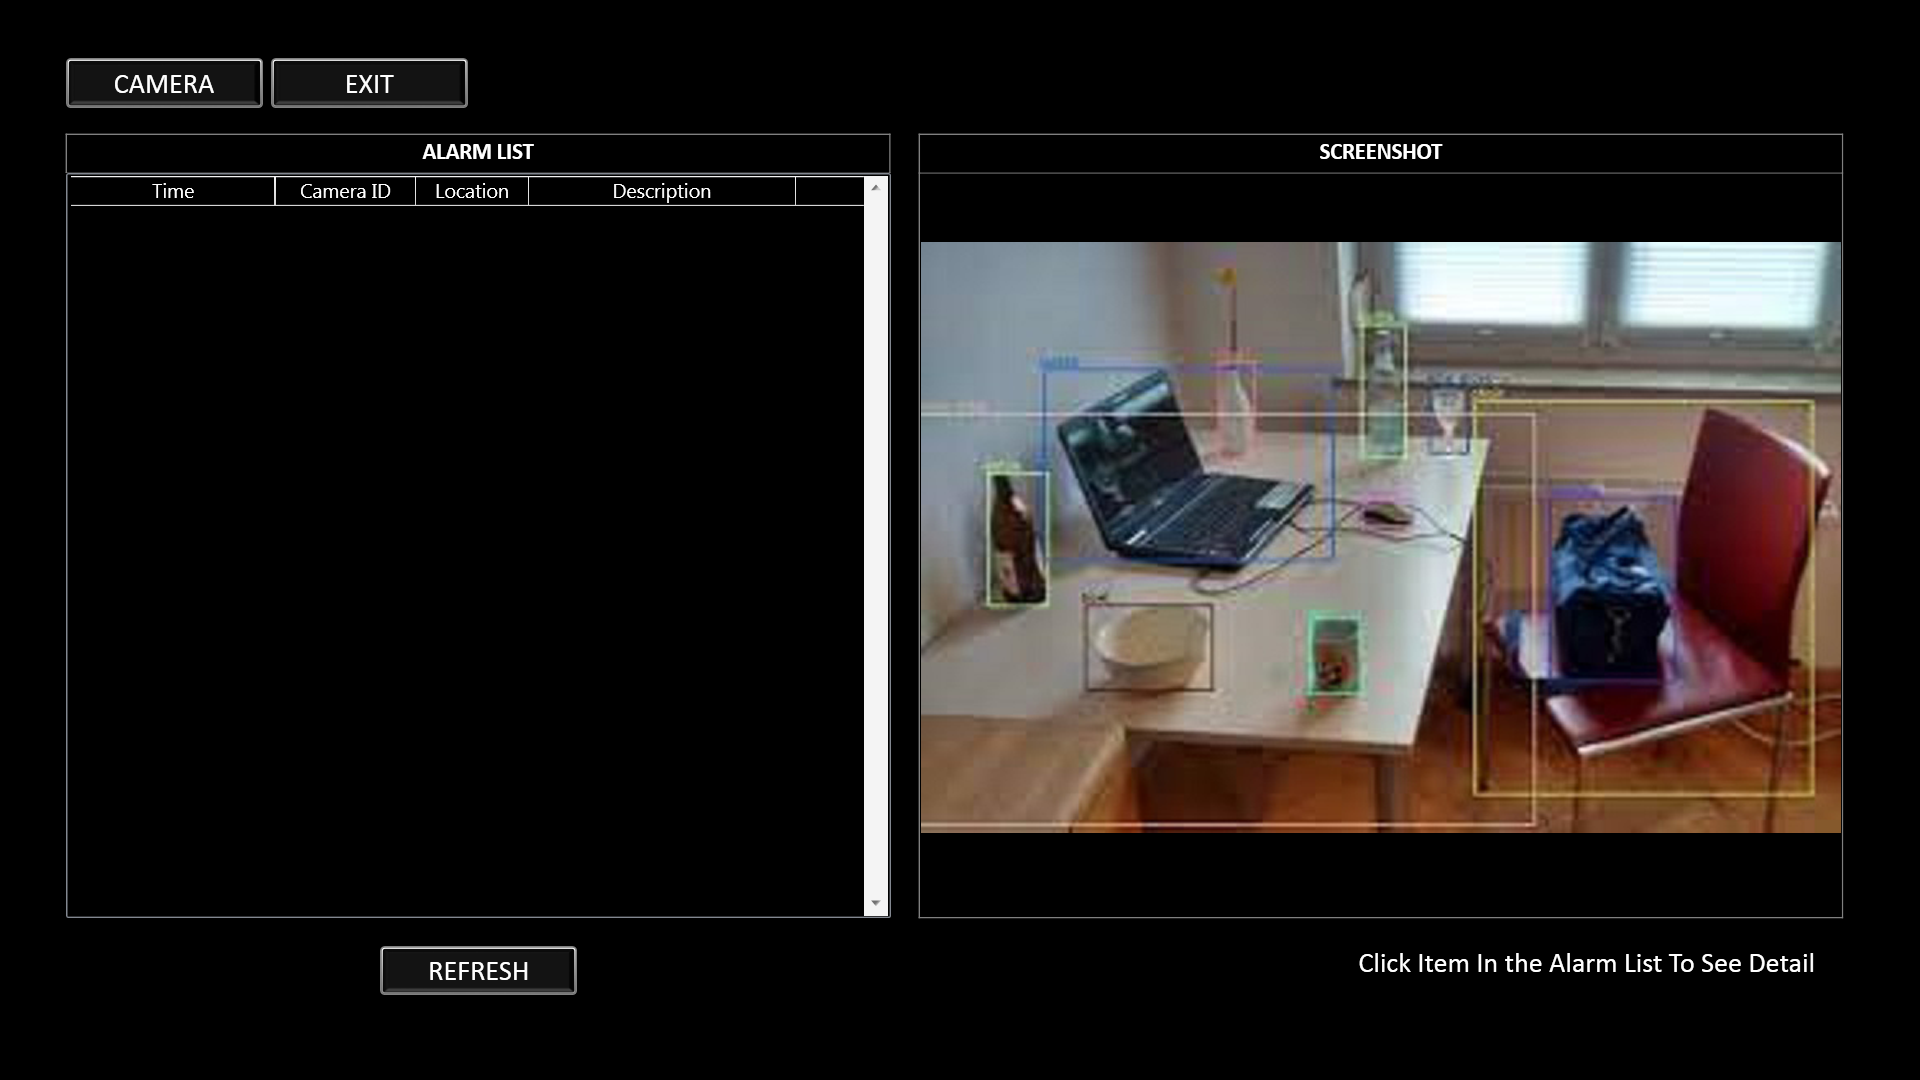 CAMERA
EXIT
ALARM LIST
Time
Camera ID
Location
Description
SCREENSHOT
REFRESH
Click Item In the Alarm List To See Detail